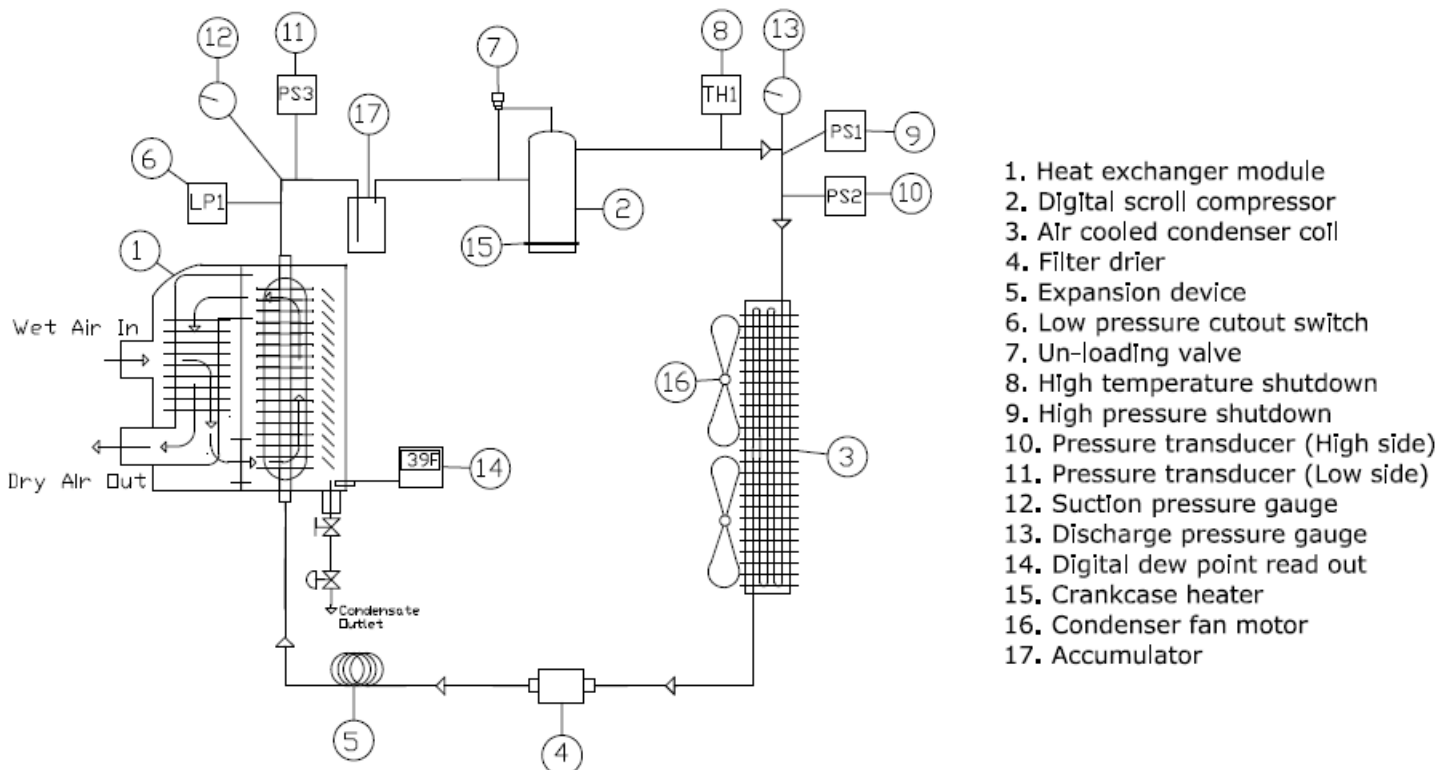 12
11
7
8
13
PS3
TH1
17
PS1
9
6
LP1
PS2
10
2
15
1
Wet Air In
16
3
39F
14
Dry AIr Out
Condensate
Outlet
5
4
1. Heat exchanger module
2. Digital scroll compressor
3. Air cooled condenser coil
4. Filter drier
5. Expansion device
6. Low pressure cutout switch
7. Un-loading valve
8. High temperature shutdown
9. High pressure shutdown
10. Pressure transducer (High side)
11. Pressure transducer (Low side)
12. Suction pressure gauge
13. Discharge pressure gauge
14. Digital dew point read out
15. Crankcase heater
16. Condenser fan motor
17. Accumulator